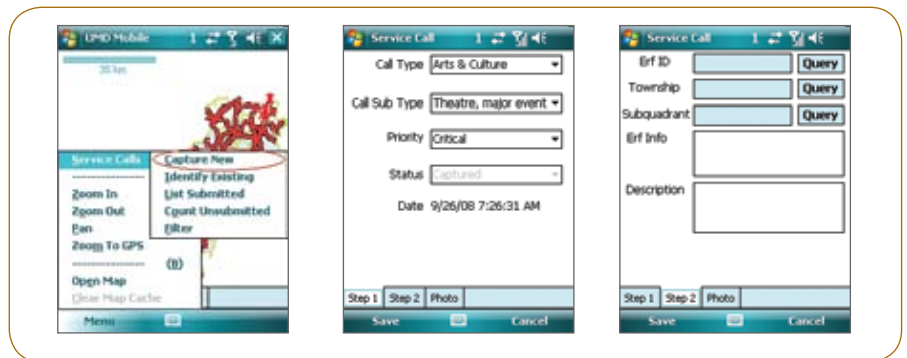 UMD Mobile
20 km
Service Calls
Zoom In
Zoom Out
Pan
Zoom To GPS
(B)
Open Map
Clear Map Cache
Capture New
Identify Existing
List Submitted
Count Unsubmitted
Filter
Menu
Service Call
Call Type Arts & Culture
Call Sub Type Theatre, major event
Priority Critical
Status Captured
Date 9/26/08 7:26:31 AM
Step 1 Step 2 Photo
Save Cancel
Service Call
Erf ID Query
Township Query
Subquadrant Query
Erf Info
Description
Step 1 Step 2 Photo
Save Cancel